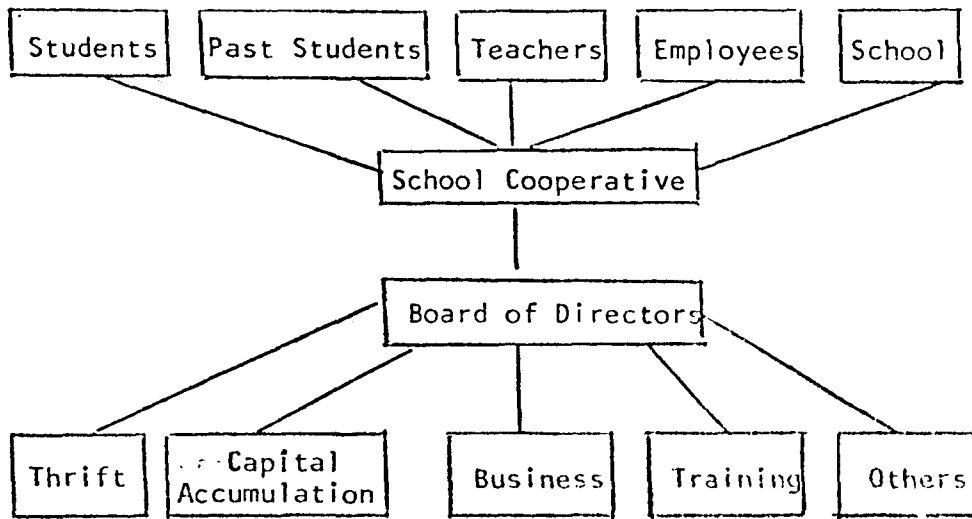 Students
Past Students
Teachers
Employees
School
School Cooperative
Board of Directors
Thrift
Capital
Accumulation
Business
Training
Others